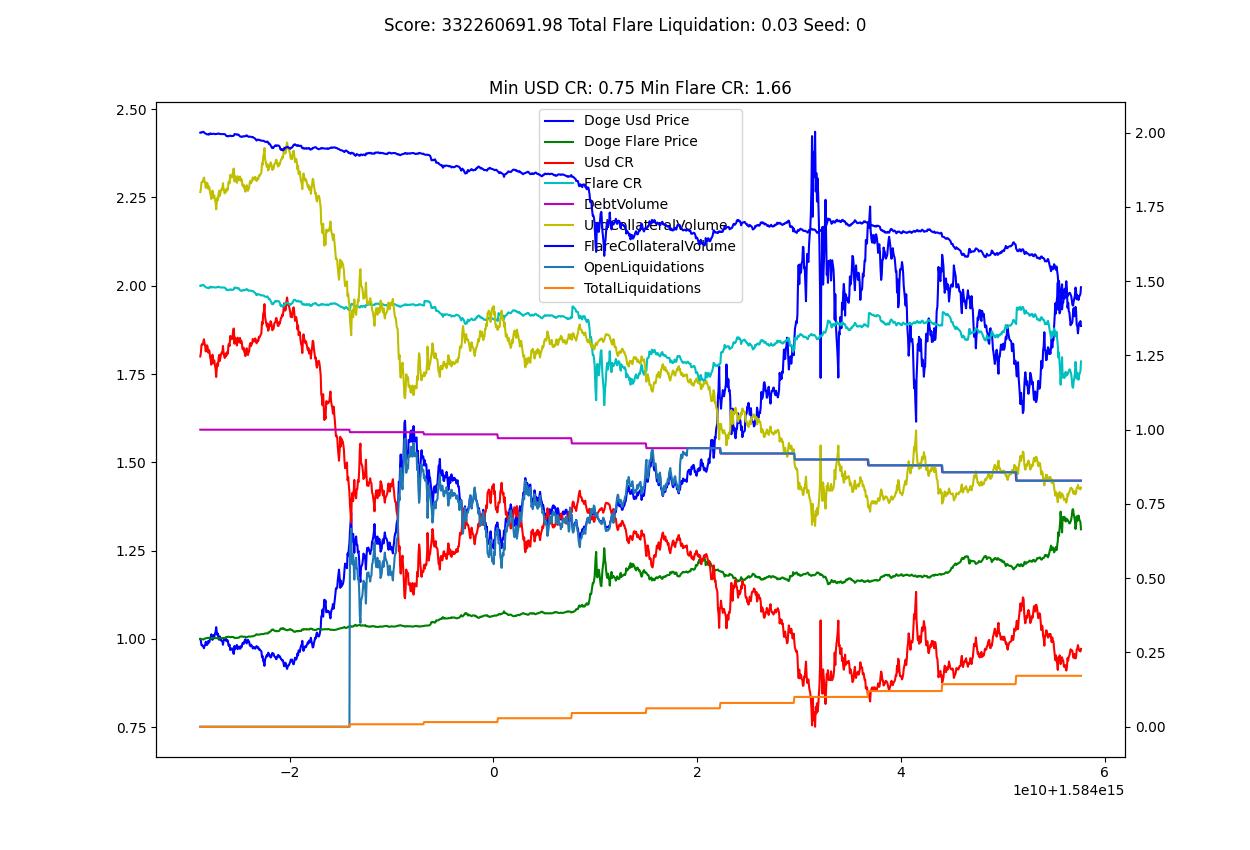 Score: 332260691.98 Total Flare Liquidation: 0.03 Seed: 0
Min USD CR: 0.75 Min Flare CR: 1.66
Doge Usd Price
Doge Flare Price
Usd CR
Flare CR
DebtVolume
UsdCollateralVolume
FlareCollateralVolume
OpenLiquidations
TotalLiquidations
2.50
2.25
2.00
1.75
1.50
1.25
1.00
0.75
2.00
1.75
1.50
1.25
1.00
0.75
0.50
0.25
0.00
−2
0
2
4
6
1e10+1.584e15